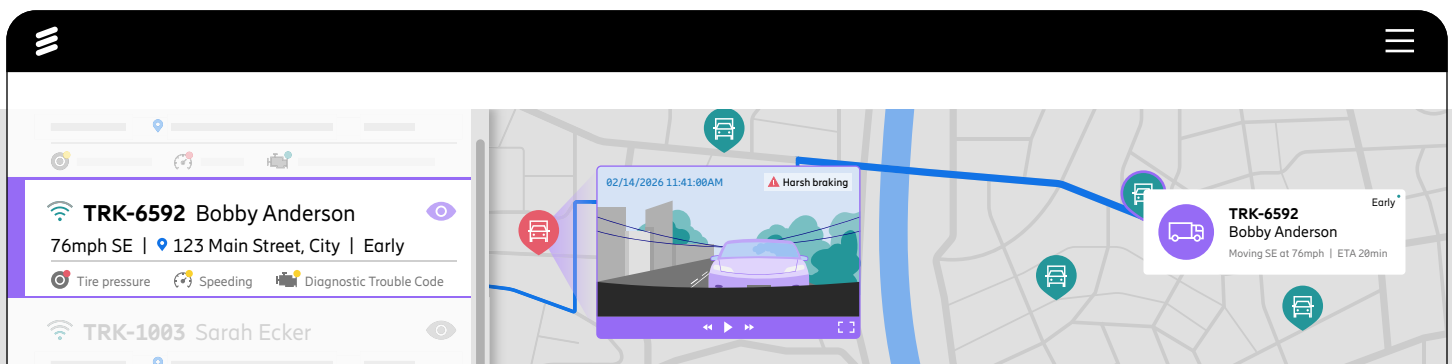 TRK-6592 Bobby Anderson
76mph SE | 123 Main Street, City | Early
Tire pressure Speeding Diagnostic Trouble Code
TRK-1003 Sarah Ecker
02/14/2026 11:41:00AM Harsh braking
Early
TRK-6592
Bobby Anderson
Moving SE at 76mph | ETA 20min